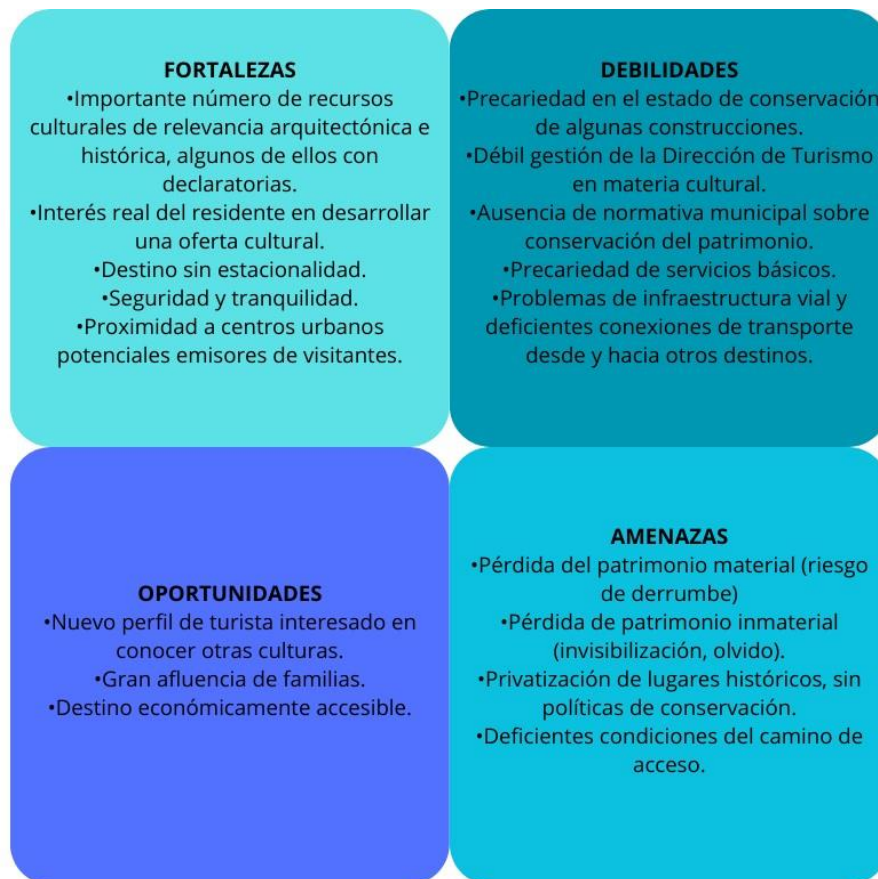 FORTALEZAS
•Importante número de recursos
culturales de relevancia arquitectónica e
histórica, algunos de ellos con
declaratorias.
•Interés real del residente en desarrollar
una oferta cultural.
•Destino sin estacionalidad.
•Seguridad y tranquilidad.
•Proximidad a centros urbanos
potenciales emisores de visitantes.
DEBILIDADES
•Precariedad en el estado de conservación
de algunas construcciones.
•Débil gestión de la Dirección de Turismo
en materia cultural.
•Ausencia de normativa municipal sobre
conservación del patrimonio.
•Precariedad de servicios básicos.
•Problemas de infraestructura vial y
deficientes conexiones de transporte
desde y hacia otros destinos.
OPORTUNIDADES
•Nuevo perfil de turista interesado en
conocer otras culturas.
•Gran afluencia de familias.
•Destino económicamente accesible.
AMENAZAS
•Pérdida del patrimonio material (riesgo
de derrumbe)
•Pérdida de patrimonio inmaterial
(invisibilización, olvido).
•Privatización de lugares históricos, sin
políticas de conservación.
•Deficientes condiciones del camino de
acceso.